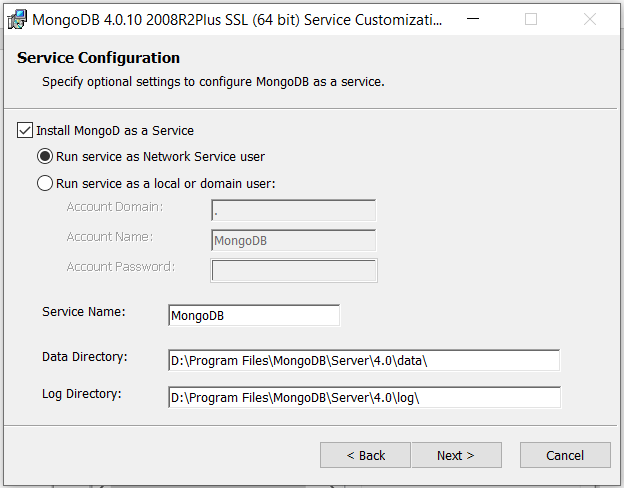 MongoDB 4.0.10 2008R2Plus SSL (64 bit) Service Customizati...
Service Configuration
Specify optional settings to configure MongoDB as a service.
Install MongoD as a Service
Run service as Network Service user
Run service as a local or domain user:
Account Domain: .
Account Name: MongoDB
Account Password:
Service Name: MongoDB
Data Directory: D:\Program Files\MongoDB\Server\4.0\data\
Log Directory: D:\Program Files\MongoDB\Server\4.0\log\
< Back Next > Cancel